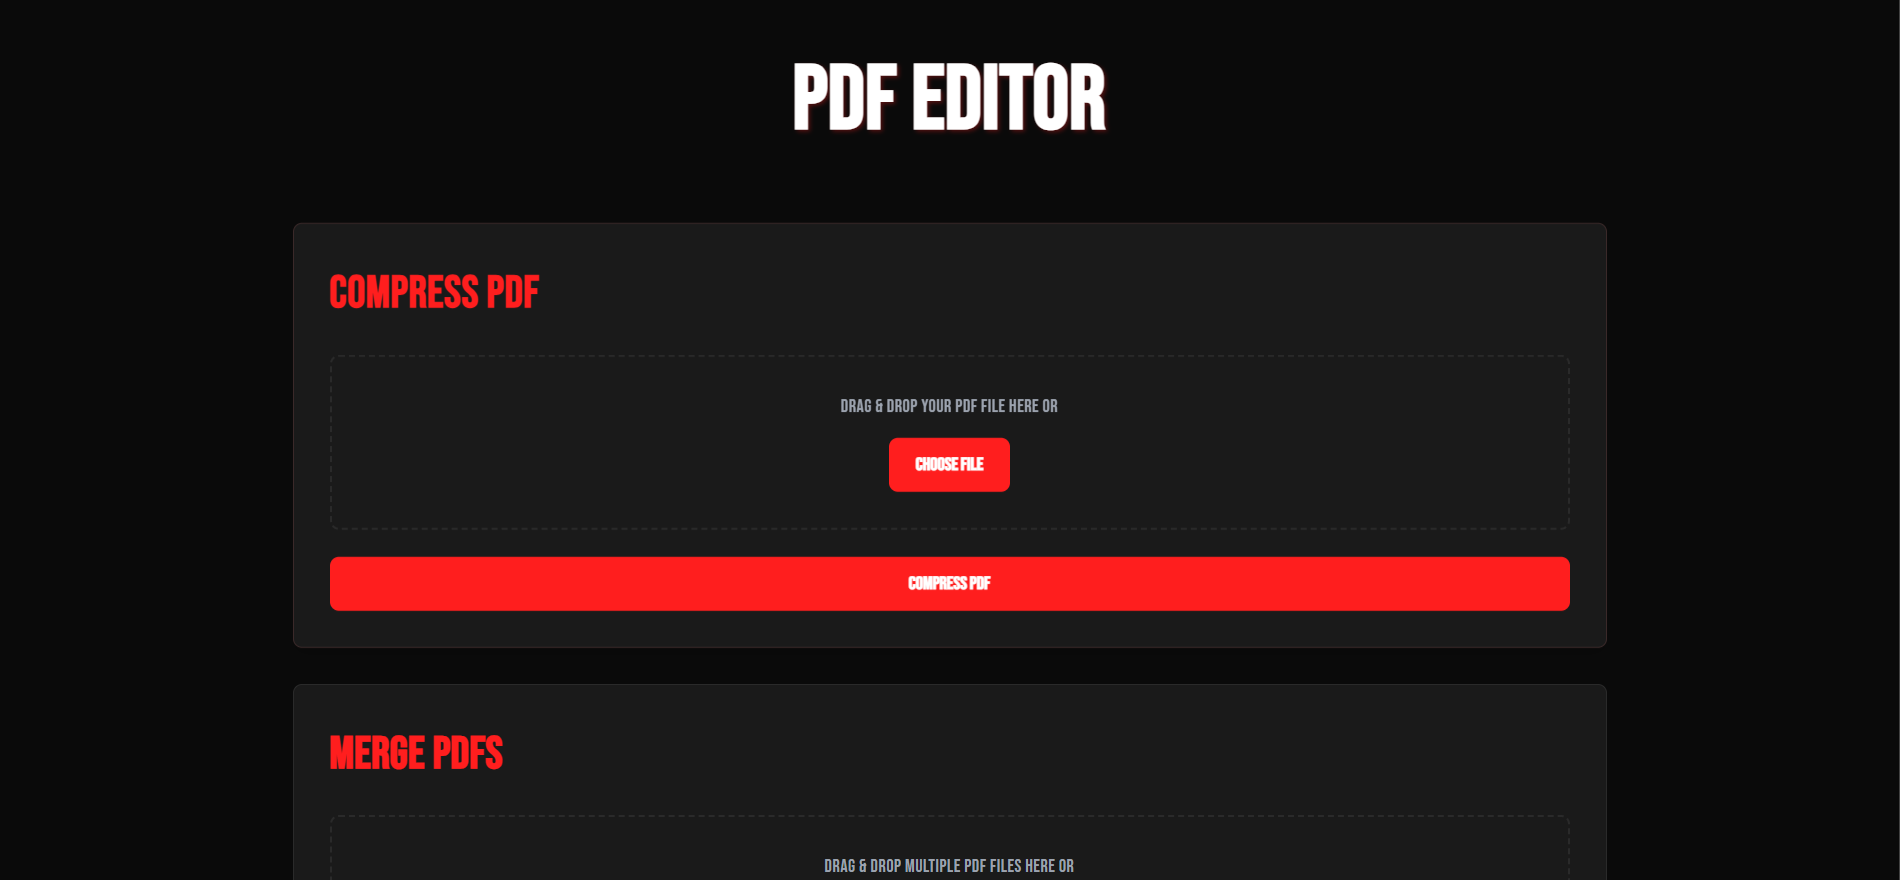 PDF EDITOR
COMPRESS PDF
DRAG & DROP YOUR PDF FILE HERE OR
CHOOSE FILE
COMPRESS PDF
MERGE PDFS
DRAG & DROP MULTIPLE PDF FILES HERE OR